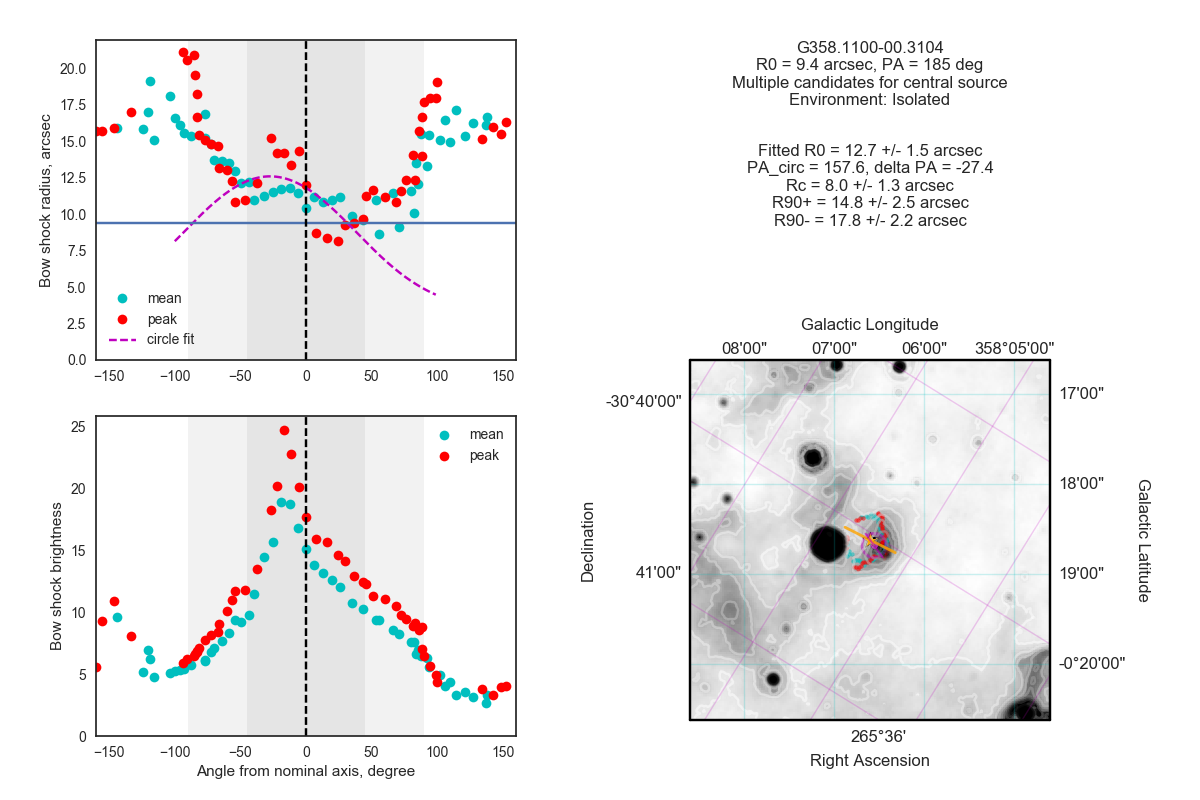 20.0
17.5
15.0
12.5
10.0
7.5
5.0
2.5
0.0
Bow shock radius, arcsec
mean
peak
circle fit
−150 −100 −50 0 50 100 150
25
20
15
10
5
0
Bow shock brightness
mean
peak
−150 −100 −50 0 50 100 150
Angle from nominal axis, degree
G358.1100-00.3104
R0 = 9.4 arcsec, PA = 185 deg
Multiple candidates for central source
Environment: Isolated
Fitted R0 = 12.7 +/- 1.5 arcsec
PA_circ = 157.6, delta PA = -27.4
Rc = 8.0 +/- 1.3 arcsec
R90+ = 14.8 +/- 2.5 arcsec
R90- = 17.8 +/- 2.2 arcsec
Galactic Longitude
08'00" 07'00" 06'00" 358°05'00"
-30°40'00"
41'00"
Declination
17'00"
18'00"
19'00"
-0°20'00"
Galactic Latitude
265°36'
Right Ascension